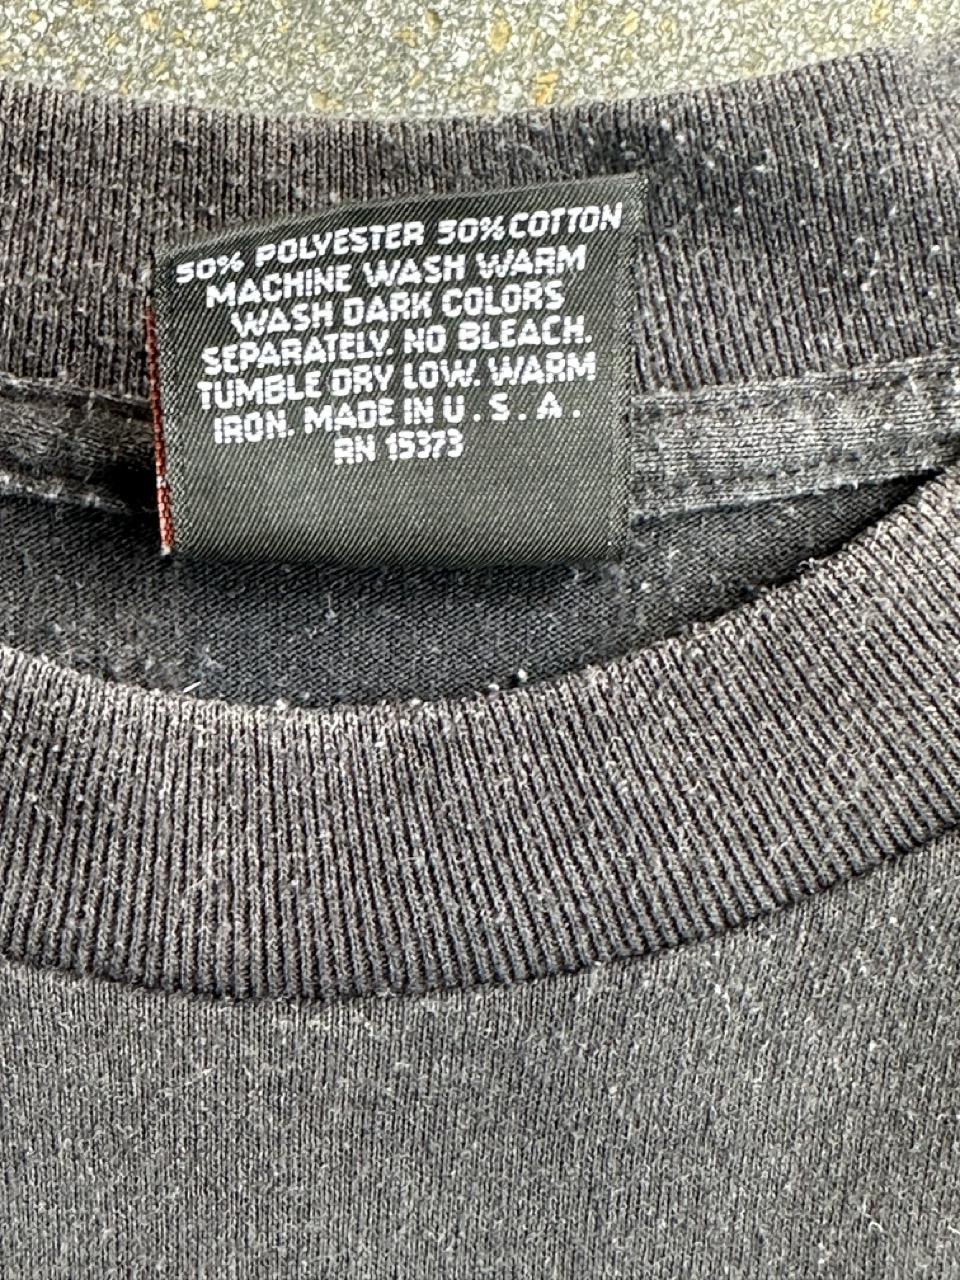 50% POLYESTER 50% COTTON
MACHINE WASH WARM
WASH DARK COLORS
SEPARATELY. NO BLEACH.
TUMBLE DRY LOW. WARM
IRON. MADE IN U.S.A.
RN 15373